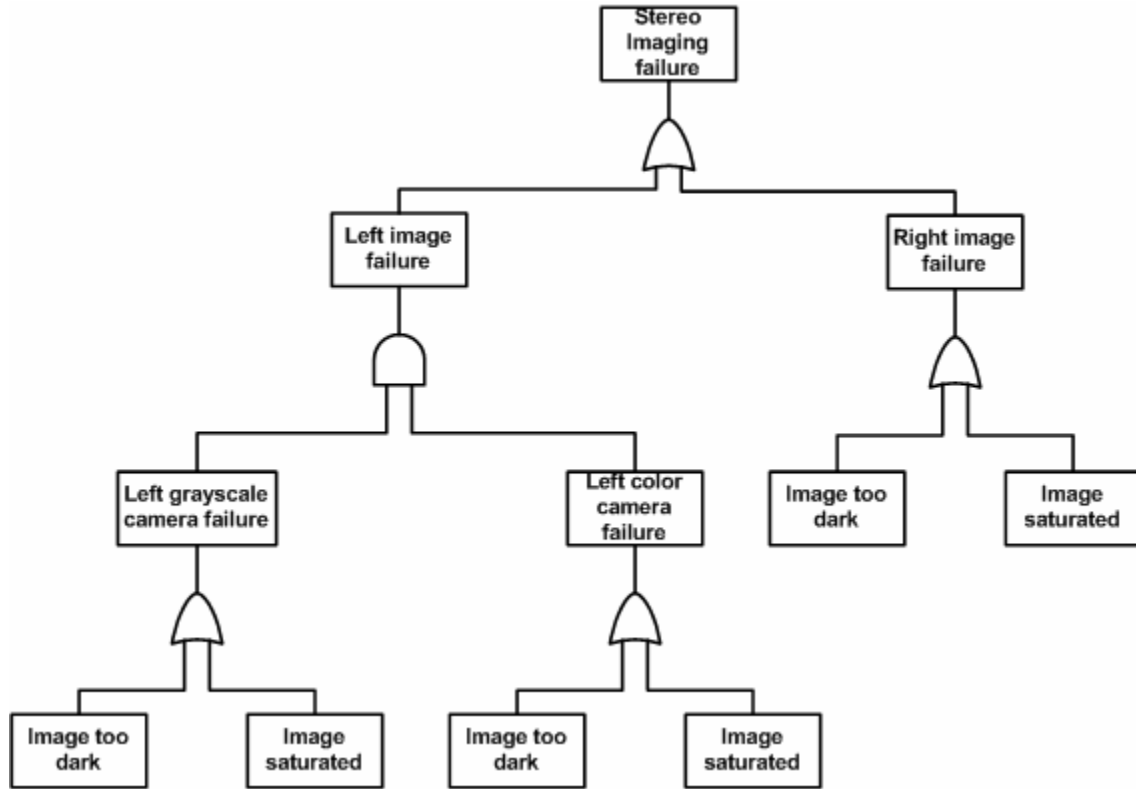 Stereo
Imaging
failure
Left image
failure
Right image
failure
Left grayscale
camera failure
Left color
camera
failure
Image too
dark
Image
saturated
Image too
dark
Image
saturated
Image too
dark
Image
saturated